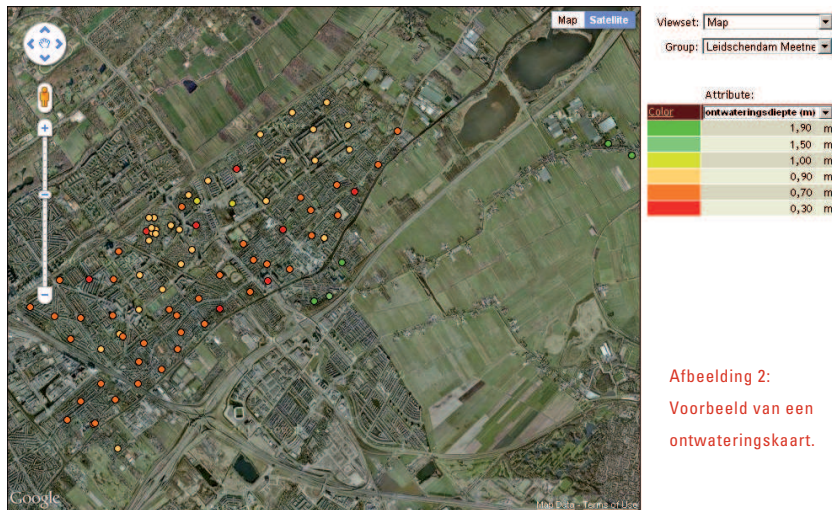 Map Satellite
Viewset: Map
Group: Leidschendam Meetne
Attribute:
Color ontwateringsdiepte (m)
1,90 m
1,50 m
1,00 m
0,90 m
0,70 m
0,30 m
Afbeelding 2:
Voorbeeld van een
ontwateringskaart.
Google
Map Data - Terms of Use